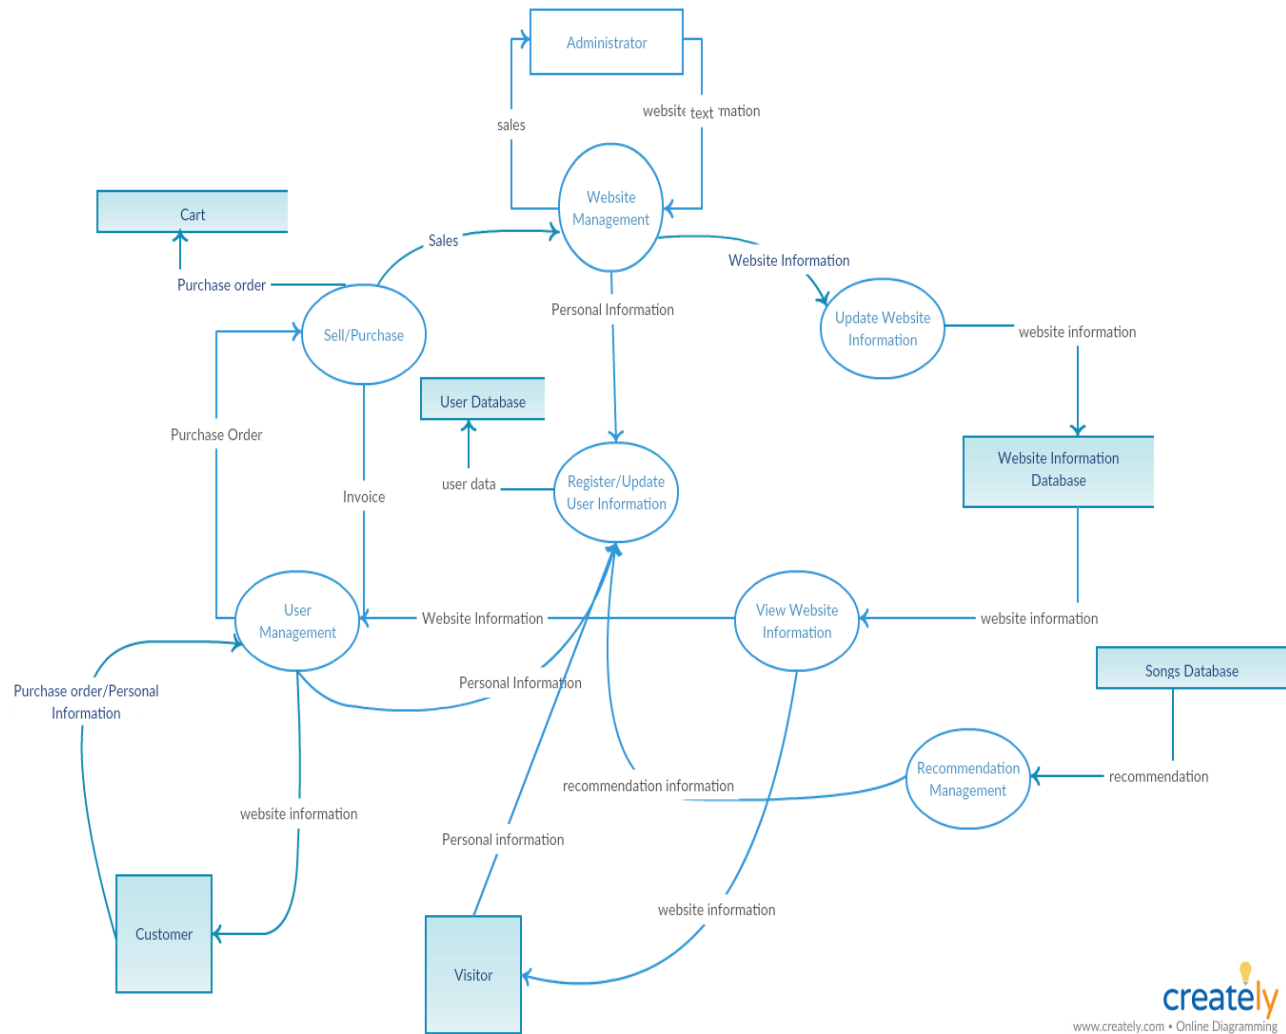 Administrator
website text mation
sales
Website
Management
Cart
Sales
Website Information
Purchase order
Personal Information
Update Website
Information
Sell/Purchase
website information
User Database
Purchase Order
Website Information
Database
user data
Register/Update
User Information
Invoice
User
Management
Website Information
View Website
Information
website information
Songs Database
Purchase order/Personal
Information
Personal Information
Recommendation
Management
recommendation
recommendation information
website information
Personal information
website information
Customer
Visitor
creately
www.creately.com • Online Diagramming